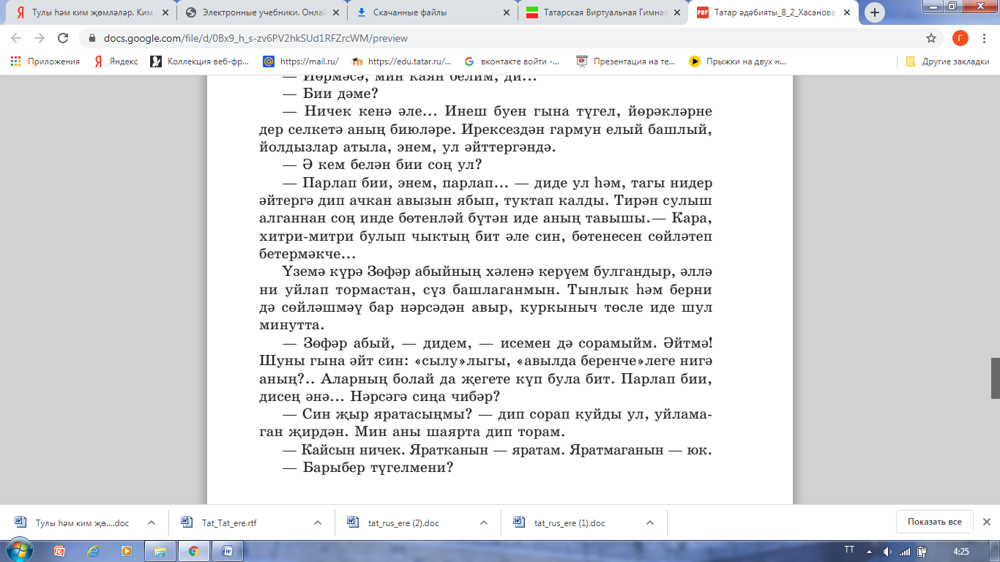 Тулы һәм ким җөмләләр. Ким
Электронные учебники. Онлай
Скачанные файлы
Татарская Виртуальная Гимназ
Татар әдәбияты_8_2_Хасанова,
docs.google.com/file/d/0Bx9_h_s-zv6PV2hkSUd1RFZrcWM/preview
Г
Приложения
Яндекс
Коллекция веб-фр...
https://mail.ru/
https://edu.tatar.ru/...
вконтакте войти -...
Презентация на те...
Прыжки на двух н...
Другие закладки
— Йөрмәсә, мин каян белим, ди...
— Бии дәме?
— Ничек кенә әле... Инеш буен гына түгел, йөрәкләрне
дер селкетә аның биюләре. Ирексездән гармун елый башлый,
йолдызлар атыла, энем, ул әйттергәндә.
— Ә кем белән бии соң ул?
— Парлап бии, энем, парлап... — диде ул һәм, тагы нидер
әйтергә дип ачкан авызын ябып, туктап калды. Тирән сулыш
алганнан соң инде бөтенләй бүтән иде аның тавышы.— Кара,
хитри-митри булып чыктың бит әле син, бөтенесен сөйләтеп
бетермәкче...
Үземә күрә Зөфәр абыйның хәленә керүем булгандыр, әллә
ни уйлап тормастан, сүз башлаганмын. Тынлык һәм берни
дә сөйләшмәү бар нәрсәдән авыр, куркыныч төсле иде шул
минутта.
— Зөфәр абый, — дидем, — исемен дә сорамыйм. Әйтмә!
Шуны гына әйт син: «сылу»лыгы, «авылда беренче»леге нигә
аның?.. Аларның болай да җегете күп була бит. Парлап бии,
дисең әнә... Нәрсәгә сиңа чибәр?
— Син җыр яратасыңмы? — дип сорап куйды ул, уйлама-
ган җирдән. Мин аны шаярта дип торам.
— Кайсын ничек. Яратканын — яратам. Яратмаганын — юк.
— Барыбер түгелмени?
Тулы һәм ким җө....doc
Tat_Tat_ere.rtf
tat_rus_ere (2).doc
tat_rus_ere (1).doc
Показать все
TT
4:25